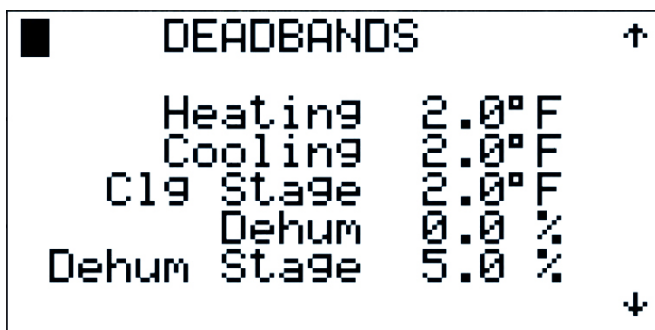 DEADBANDS
Heating 2.0°F
Cooling 2.0°F
Clg Stage 2.0°F
Dehum 0.0 %
Dehum Stage 5.0 %